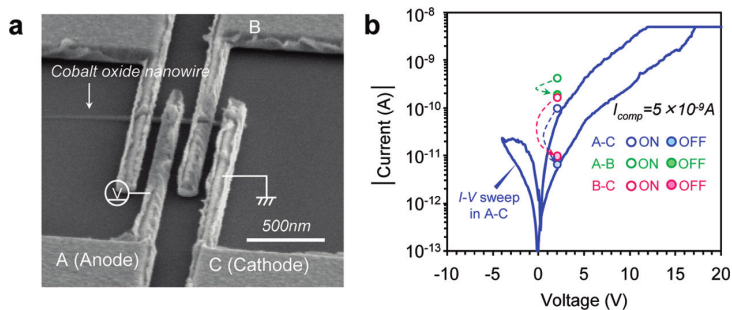 a
B
Cobalt oxide nanowire
V
500nm
A (Anode)
C (Cathode)
b
|Current (A)|
10-8
10-9
10-10
10-11
10-12
10-13
Icomp=5×10-9A
A-C ON OFF
A-B ON OFF
B-C ON OFF
I-V sweep
in A-C
-10 -5 0 5 10 15 20
Voltage (V)